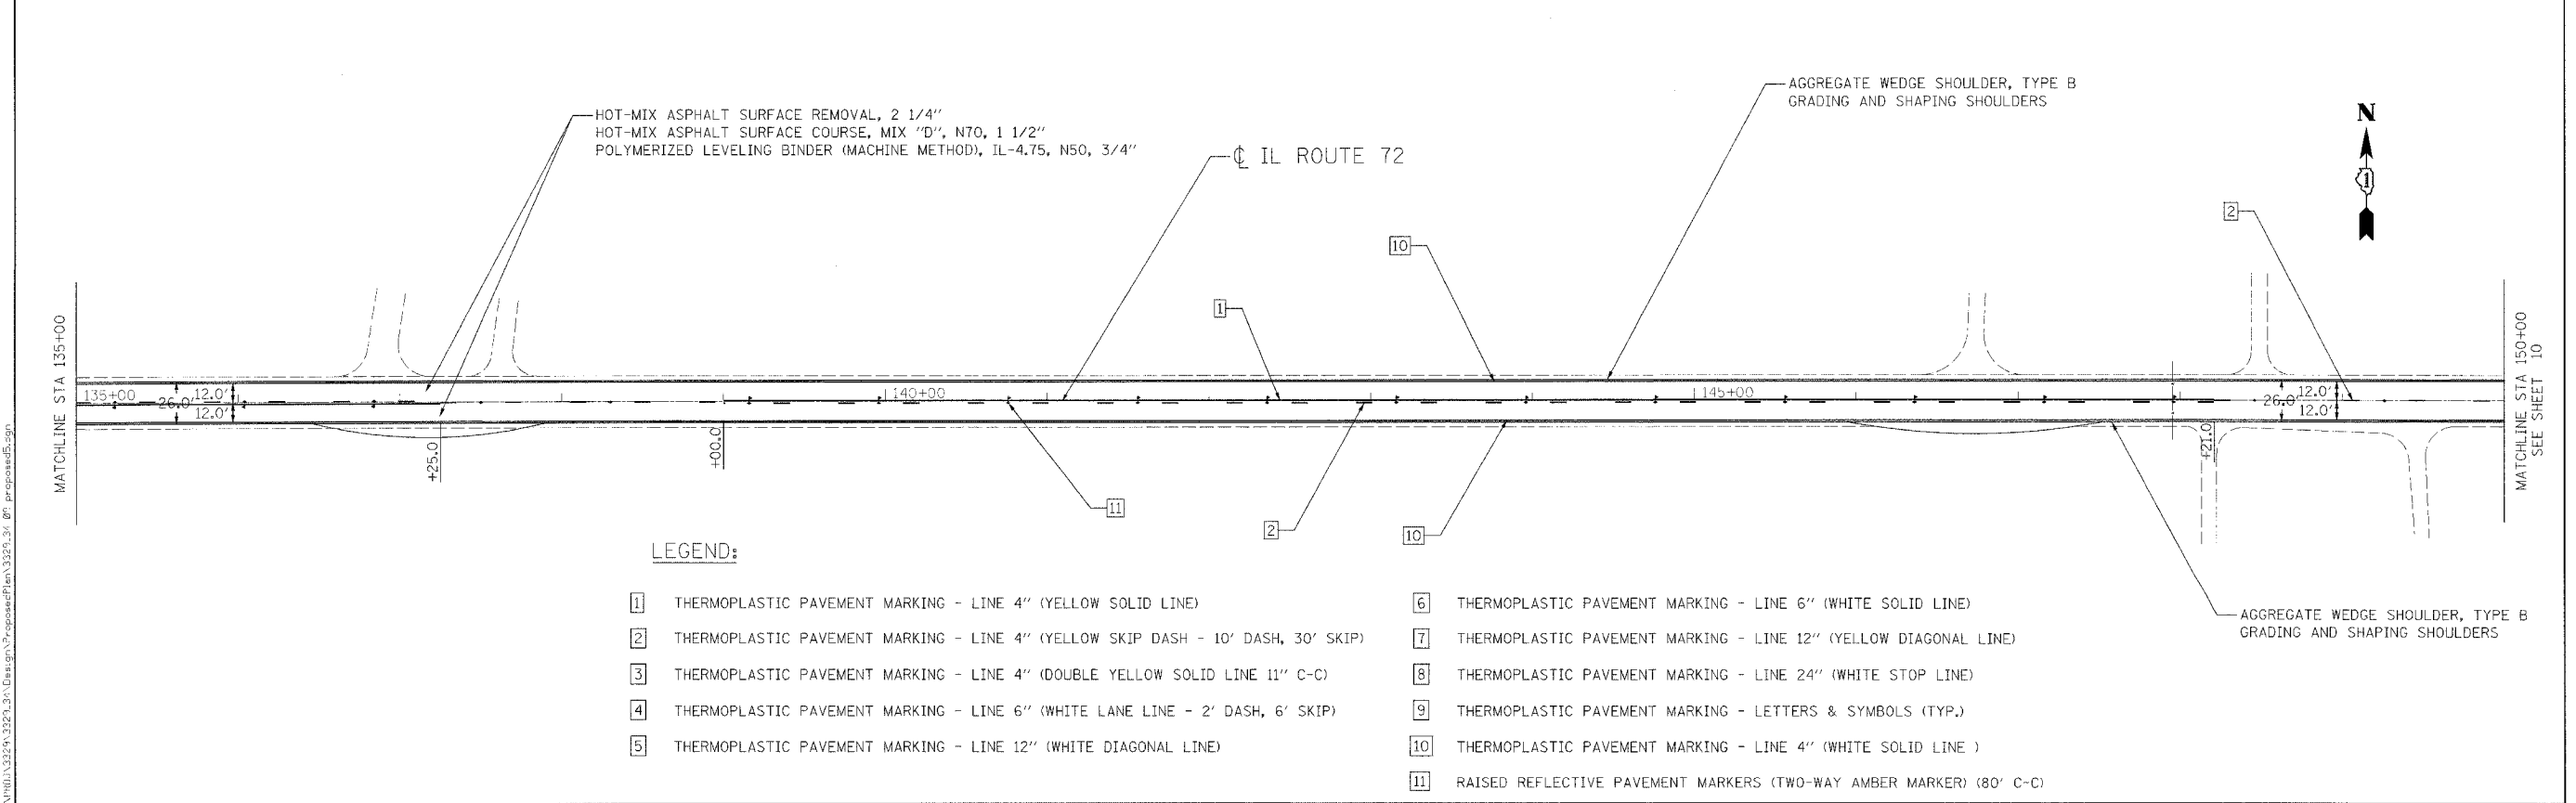 AGGREGATE WEDGE SHOULDER, TYPE B
GRADING AND SHAPING SHOULDERS
HOT-MIX ASPHALT SURFACE REMOVAL, 2 1/4"
HOT-MIX ASPHALT SURFACE COURSE, MIX "D", N70, 1 1/2"
POLYMERIZED LEVELING BINDER (MACHINE METHOD), IL-4.75, N50, 3/4"
N
1
℄ IL ROUTE 72
2
10
1
MATCHLINE STA 135+00
135+00
26.0'
12.0'
12.0'
140+00
145+00
26.0'
12.0'
12.0'
MATCHLINE STA 150+00
SEE SHEET 10
+25.0
+00.0
+21.0
11
2
10
LEGEND:
1 THERMOPLASTIC PAVEMENT MARKING - LINE 4" (YELLOW SOLID LINE)
2 THERMOPLASTIC PAVEMENT MARKING - LINE 4" (YELLOW SKIP DASH - 10' DASH, 30' SKIP)
3 THERMOPLASTIC PAVEMENT MARKING - LINE 4" (DOUBLE YELLOW SOLID LINE 11" C-C)
4 THERMOPLASTIC PAVEMENT MARKING - LINE 6" (WHITE LANE LINE - 2' DASH, 6' SKIP)
5 THERMOPLASTIC PAVEMENT MARKING - LINE 12" (WHITE DIAGONAL LINE)
6 THERMOPLASTIC PAVEMENT MARKING - LINE 6" (WHITE SOLID LINE)
7 THERMOPLASTIC PAVEMENT MARKING - LINE 12" (YELLOW DIAGONAL LINE)
8 THERMOPLASTIC PAVEMENT MARKING - LINE 24" (WHITE STOP LINE)
9 THERMOPLASTIC PAVEMENT MARKING - LETTERS & SYMBOLS (TYP.)
10 THERMOPLASTIC PAVEMENT MARKING - LINE 4" (WHITE SOLID LINE )
11 RAISED REFLECTIVE PAVEMENT MARKERS (TWO-WAY AMBER MARKER) (80' C-C)
AGGREGATE WEDGE SHOULDER, TYPE B
GRADING AND SHAPING SHOULDERS